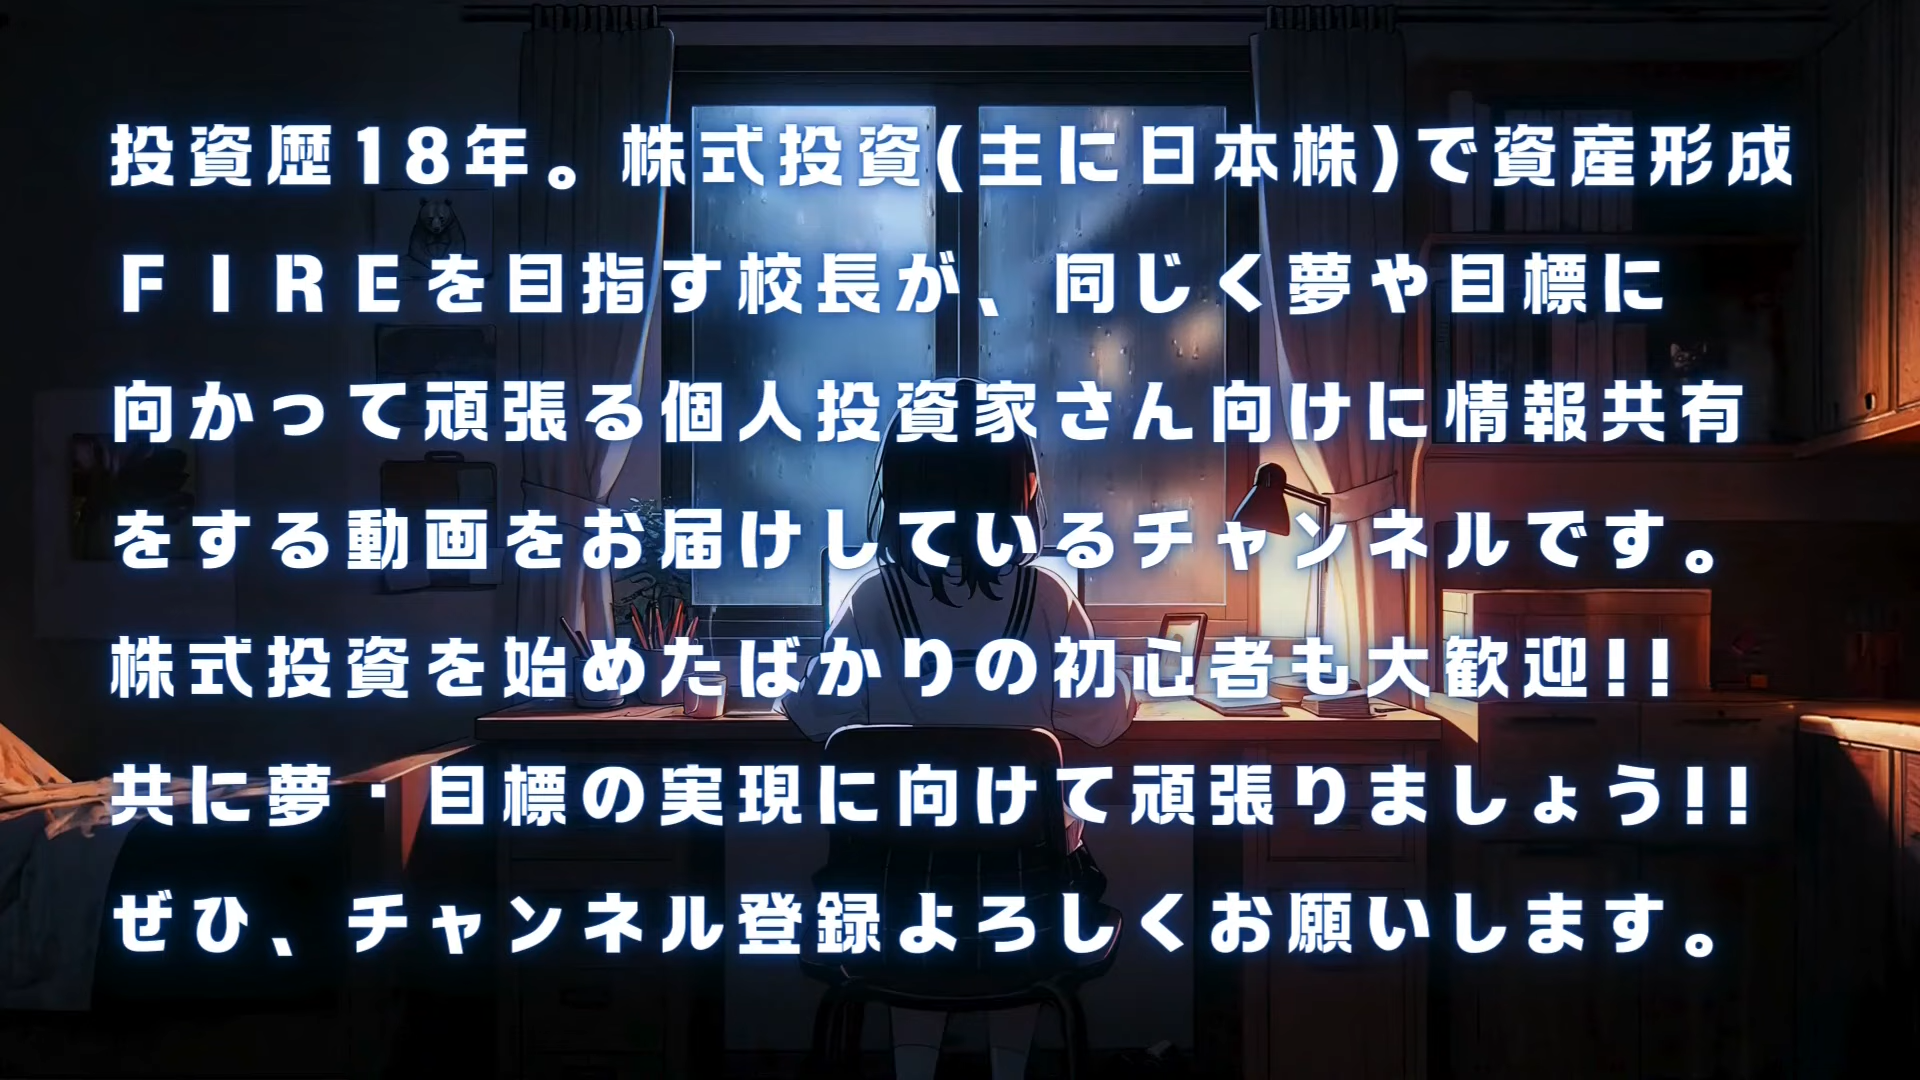 投資歴18年。株式投資(主に日本株)で資産形成
ＦＩＲＥを目指す校長が、同じく夢や目標に
向かって頑張る個人投資家さん向けに情報共有
をする動画をお届けしているチャンネルです。
株式投資を始めたばかりの初心者も大歓迎!!
共に夢・目標の実現に向けて頑張りましょう!!
ぜひ、チャンネル登録よろしくお願いします。